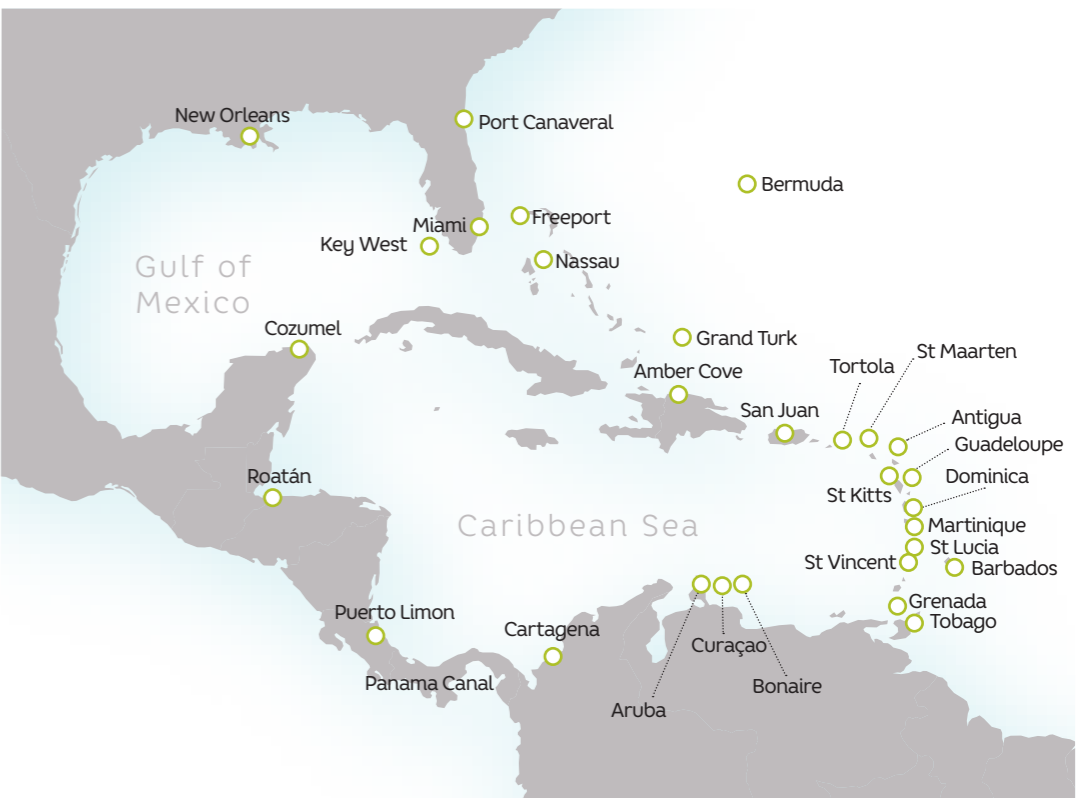 New Orleans
Port Canaveral
Bermuda
Freeport
Miami
Key West
Nassau
Gulf of
Mexico
Cozumel
Grand Turk
St Maarten
Tortola
Amber Cove
San Juan
Antigua
Guadeloupe
Dominica
Roatán
St Kitts
Caribbean Sea
Martinique
St Lucia
St Vincent
Barbados
Grenada
Tobago
Puerto Limon
Cartagena
Curaçao
Panama Canal
Bonaire
Aruba